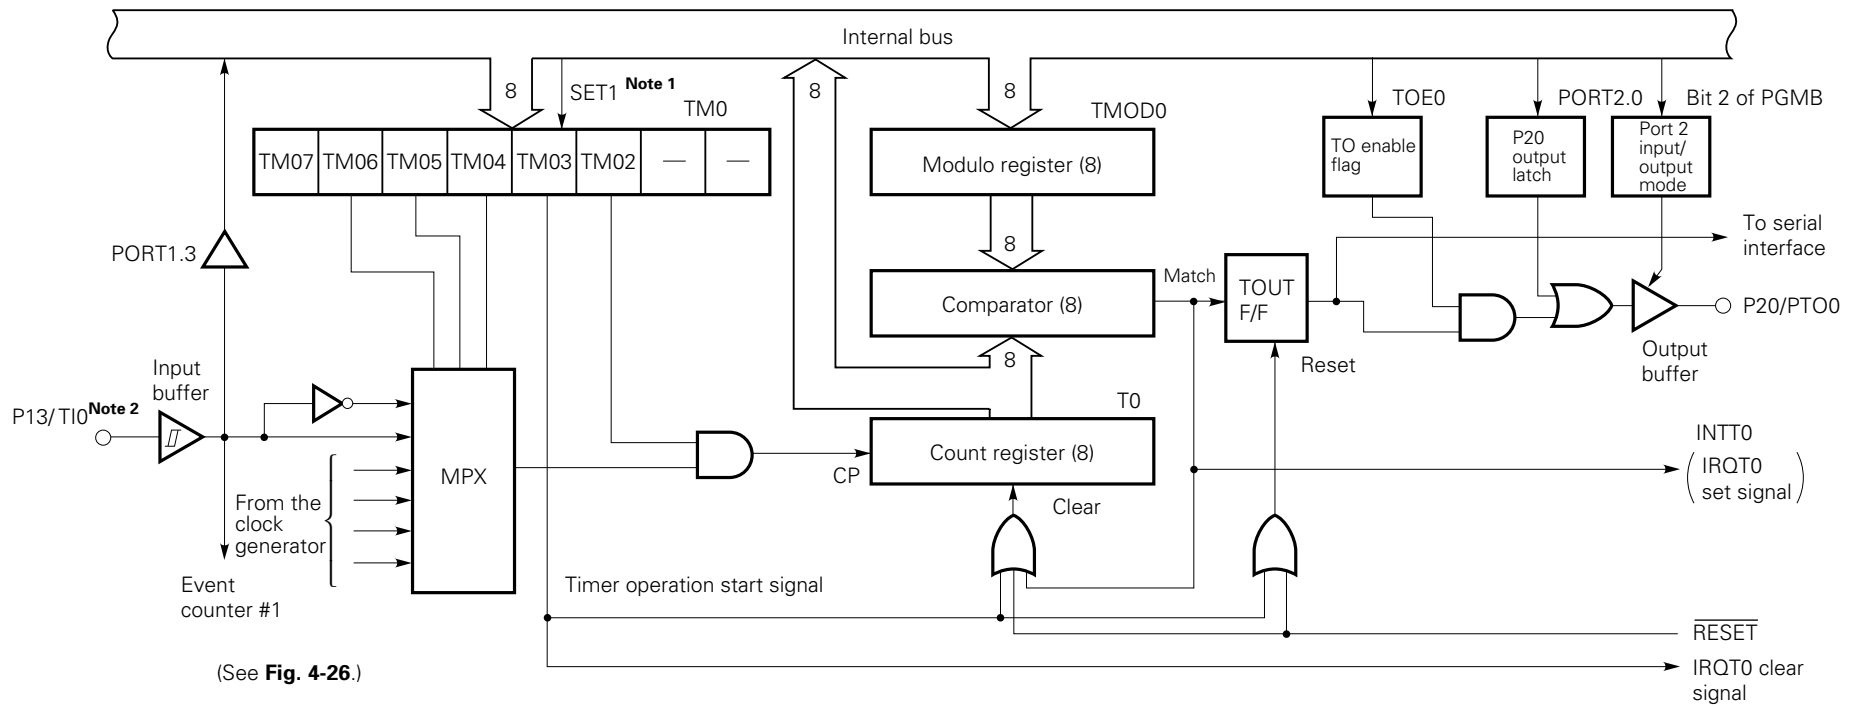 Internal bus
8
SET1 Note 1
TM0
8
8
TMOD0
TOE0
PORT2.0
Bit 2 of PGMB
TM07 TM06 TM05 TM04 TM03 TM02 — —
Modulo register (8)
TO enable
flag
P20
output
latch
Port 2
input/
output
mode
PORT1.3
8
To serial
interface
Match
Comparator (8)
TOUT
F/F
P20/PTO0
8
Reset
Output
buffer
Input
buffer
P13/TI0 Note 2
T0
Count register (8)
CP
Clear
MPX
From the
clock
generator
INTT0
(IRQT0
set signal)
Event
counter #1
Timer operation start signal
RESET
(See Fig. 4-26.)
IRQT0 clear
signal